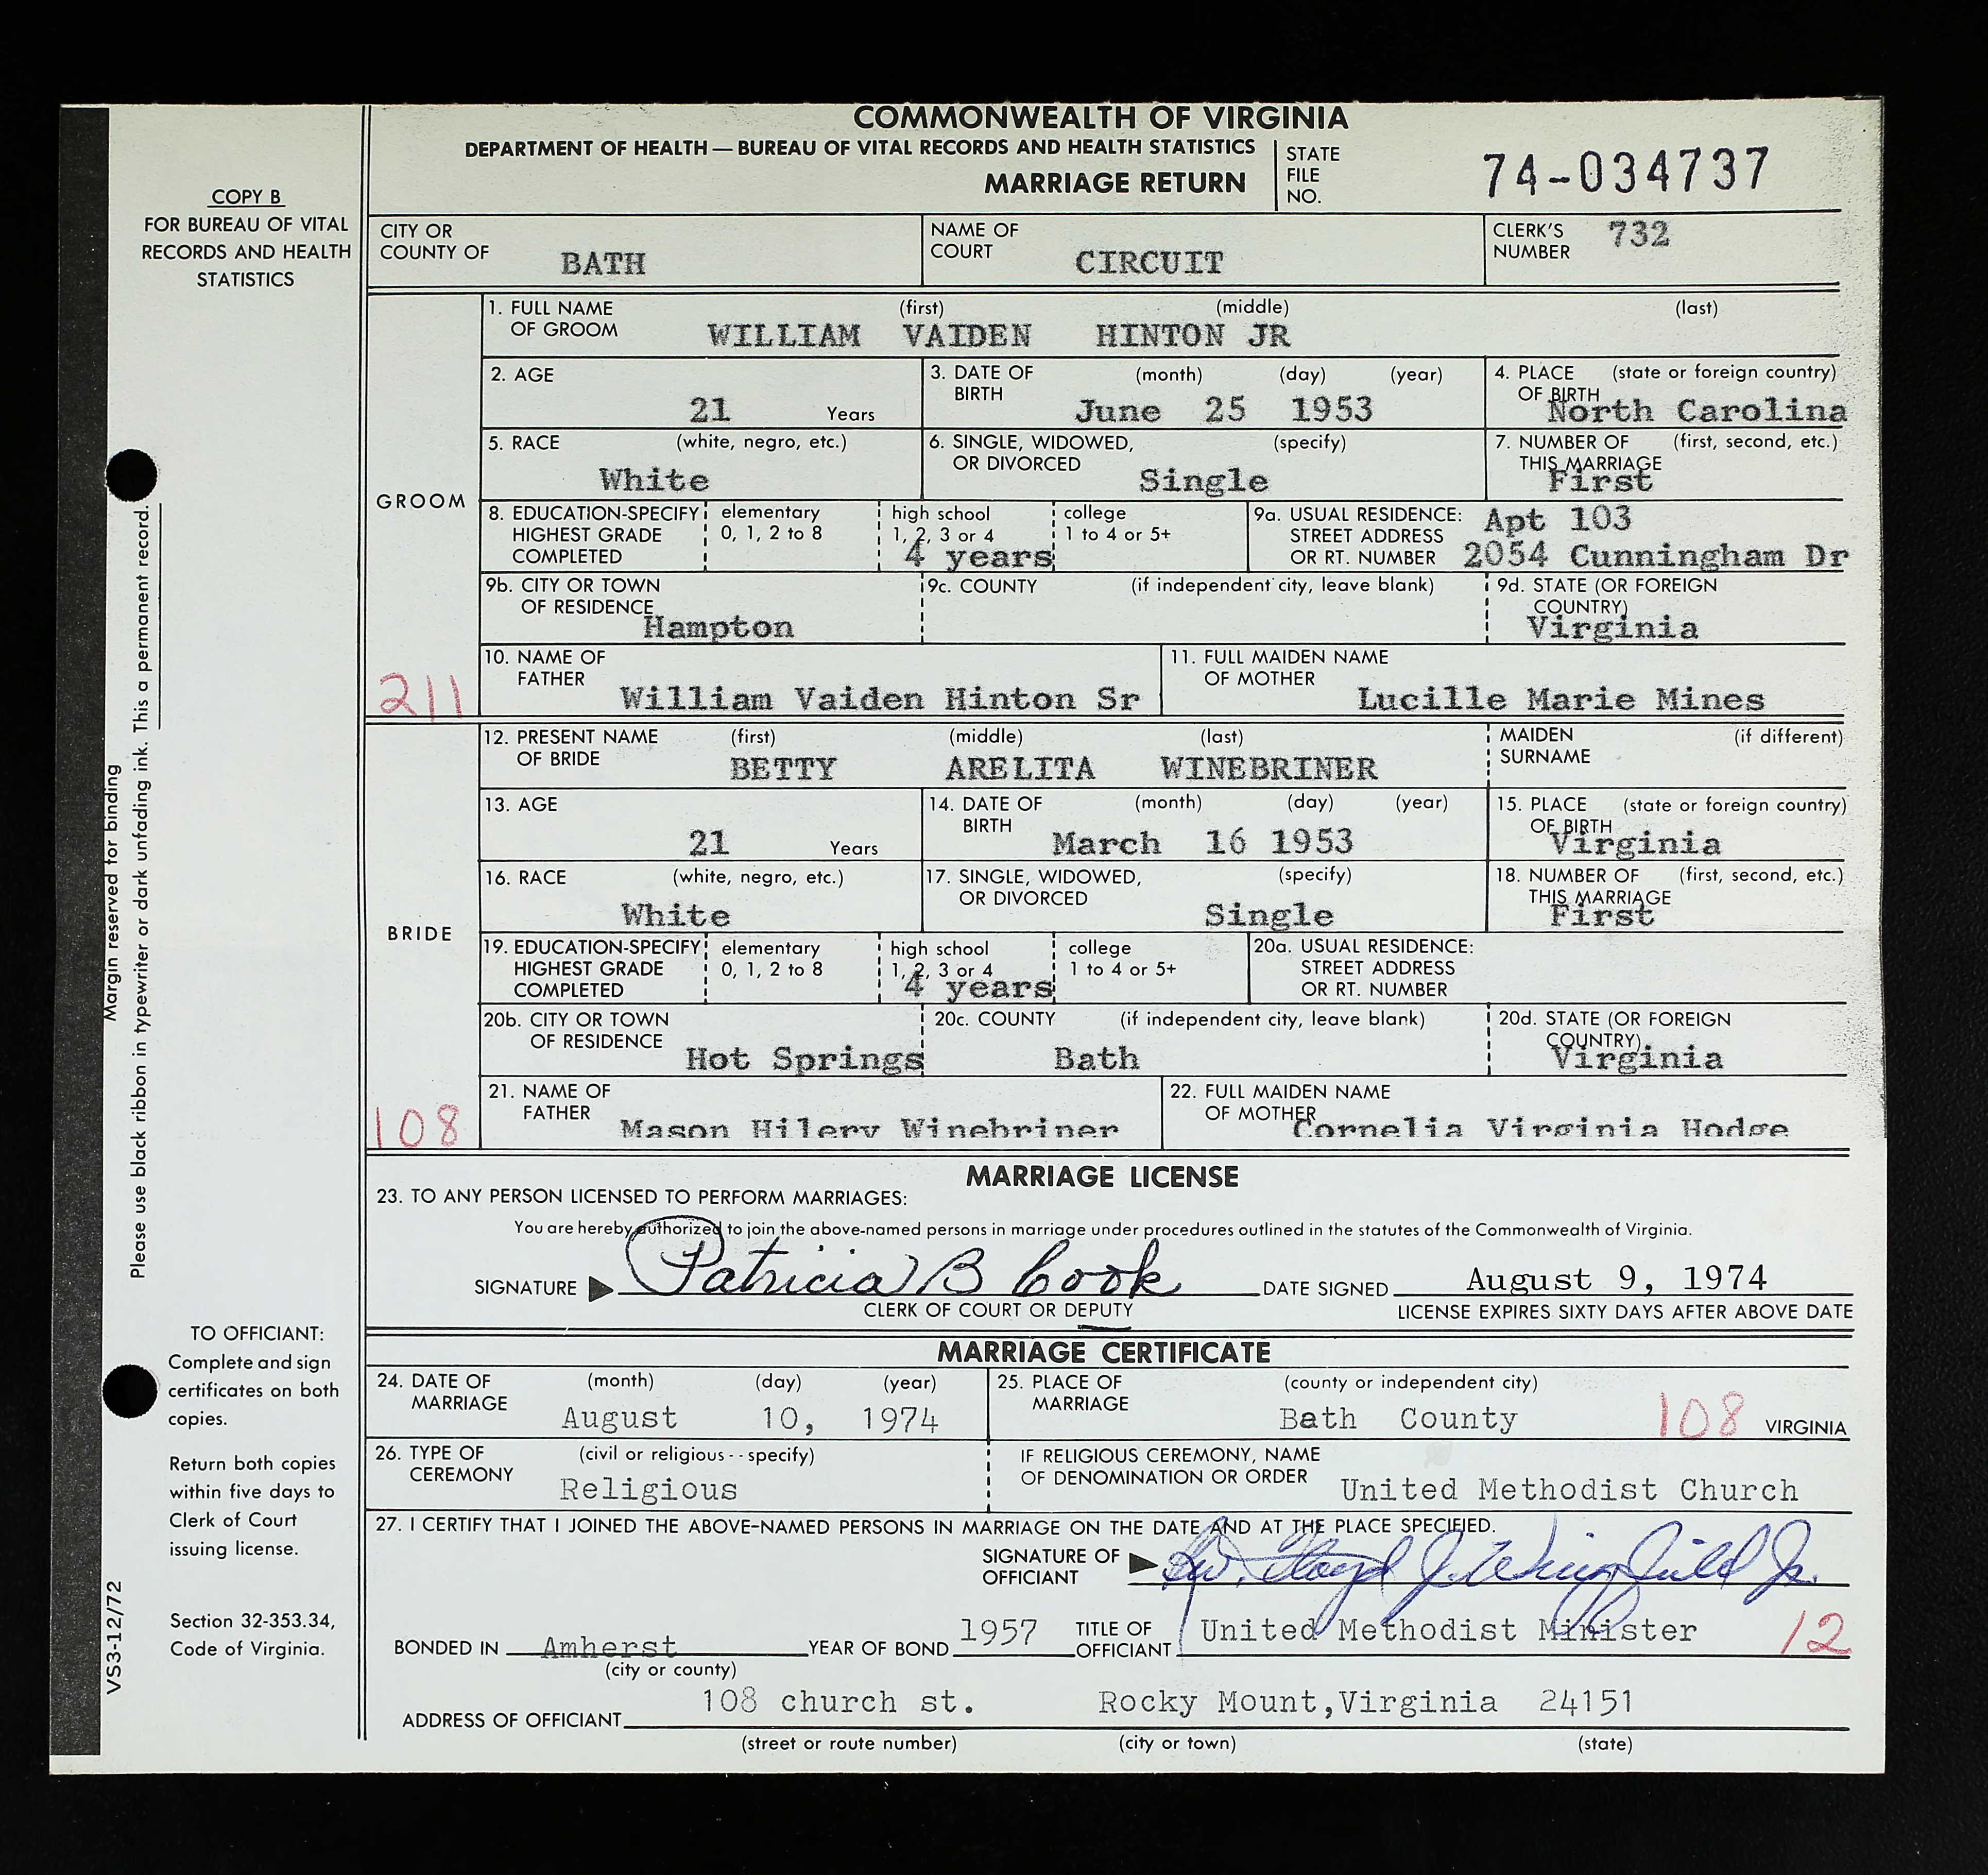 COMMONWEALTH OF VIRGINIA
DEPARTMENT OF HEALTH — BUREAU OF VITAL RECORDS AND HEALTH STATISTICS
MARRIAGE RETURN
STATE FILE NO. 74-034737
COPY B
FOR BUREAU OF VITAL
RECORDS AND HEALTH
STATISTICS
CITY OR COUNTY OF BATH NAME OF COURT CIRCUIT CLERK'S NUMBER 732
GROOM
1. FULL NAME OF GROOM (first) (middle) (last)
WILLIAM VAIDEN HINTON JR
2. AGE 21 Years 3. DATE OF BIRTH (month) (day) (year) June 25 1953 4. PLACE OF BIRTH (state or foreign country) North Carolina
5. RACE (white, negro, etc.) White 6. SINGLE, WIDOWED, OR DIVORCED (specify) Single 7. NUMBER OF THIS MARRIAGE (first, second, etc.) First
8. EDUCATION-SPECIFY HIGHEST GRADE COMPLETED elementary 0, 1, 2 to 8 high school 1, 2, 3 or 4 4 years college 1 to 4 or 5+ 9a. USUAL RESIDENCE: STREET ADDRESS OR RT. NUMBER Apt 103 2054 Cunningham Dr
9b. CITY OR TOWN OF RESIDENCE Hampton 9c. COUNTY (if independent city, leave blank) 9d. STATE (OR FOREIGN COUNTRY) Virginia
10. NAME OF FATHER William Vaiden Hinton Sr 11. FULL MAIDEN NAME OF MOTHER Lucille Marie Mines
211
BRIDE
12. PRESENT NAME OF BRIDE (first) (middle) (last) BETTY ARELITA WINEBRINER MAIDEN SURNAME (if different)
13. AGE 21 Years 14. DATE OF BIRTH (month) (day) (year) March 16 1953 15. PLACE OF BIRTH (state or foreign country) Virginia
16. RACE (white, negro, etc.) White 17. SINGLE, WIDOWED, OR DIVORCED (specify) Single 18. NUMBER OF THIS MARRIAGE (first, second, etc.) First
19. EDUCATION-SPECIFY HIGHEST GRADE COMPLETED elementary 0, 1, 2 to 8 high school 1, 2, 3 or 4 4 years college 1 to 4 or 5+ 20a. USUAL RESIDENCE: STREET ADDRESS OR RT. NUMBER
20b. CITY OR TOWN OF RESIDENCE Hot Springs 20c. COUNTY (if independent city, leave blank) Bath 20d. STATE (OR FOREIGN COUNTRY) Virginia
21. NAME OF FATHER Mason Hilery Winebriner 22. FULL MAIDEN NAME OF MOTHER Cornelia Virginia Hodge
108
MARRIAGE LICENSE
23. TO ANY PERSON LICENSED TO PERFORM MARRIAGES:
You are hereby authorized to join the above-named persons in marriage under procedures outlined in the statutes of the Commonwealth of Virginia.
SIGNATURE Patricia B Cook DATE SIGNED August 9, 1974
CLERK OF COURT OR DEPUTY LICENSE EXPIRES SIXTY DAYS AFTER ABOVE DATE
MARRIAGE CERTIFICATE
24. DATE OF MARRIAGE (month) (day) (year) August 10, 1974 25. PLACE OF MARRIAGE (county or independent city) Bath County 108 VIRGINIA
26. TYPE OF CEREMONY (civil or religious -- specify) Religious IF RELIGIOUS CEREMONY, NAME OF DENOMINATION OR ORDER United Methodist Church
27. I CERTIFY THAT I JOINED THE ABOVE-NAMED PERSONS IN MARRIAGE ON THE DATE AND AT THE PLACE SPECIFIED.
SIGNATURE OF OFFICIANT Rev. Floyd J. Wingfield Jr.
BONDED IN Amherst YEAR OF BOND 1957 TITLE OF OFFICIANT United Methodist Minister 12
(city or county)
ADDRESS OF OFFICIANT 108 church st. Rocky Mount, Virginia 24151
(street or route number) (city or town) (state)
Margin reserved for binding
Please use black ribbon in typewriter or dark unfading ink. This a permanent record.
TO OFFICIANT:
Complete and sign
certificates on both
copies.
Return both copies
within five days to
Clerk of Court
issuing license.
Section 32-353.34,
Code of Virginia.
VS3-12/72